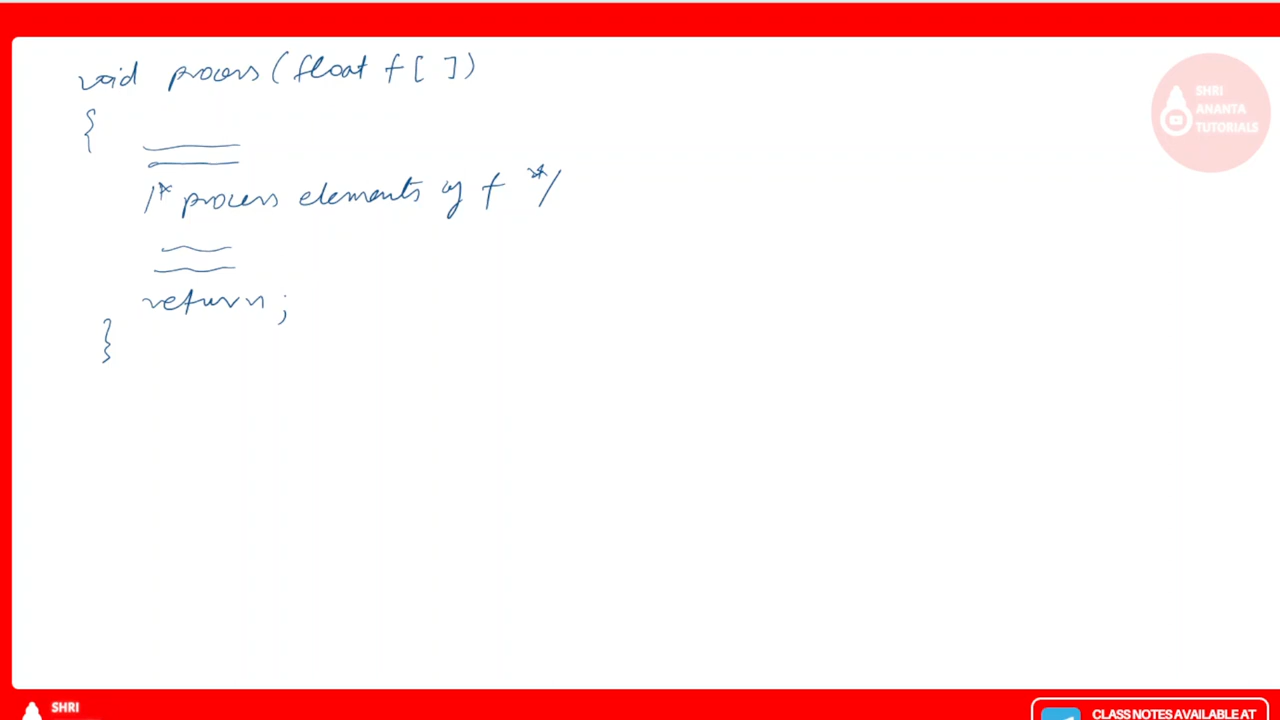 void process (float f [ ])
{
/* process elements of f */
return ;
}
SHRI
ANANTA
TUTORIALS
SHRI
CLASS NOTES AVAILABLE AT